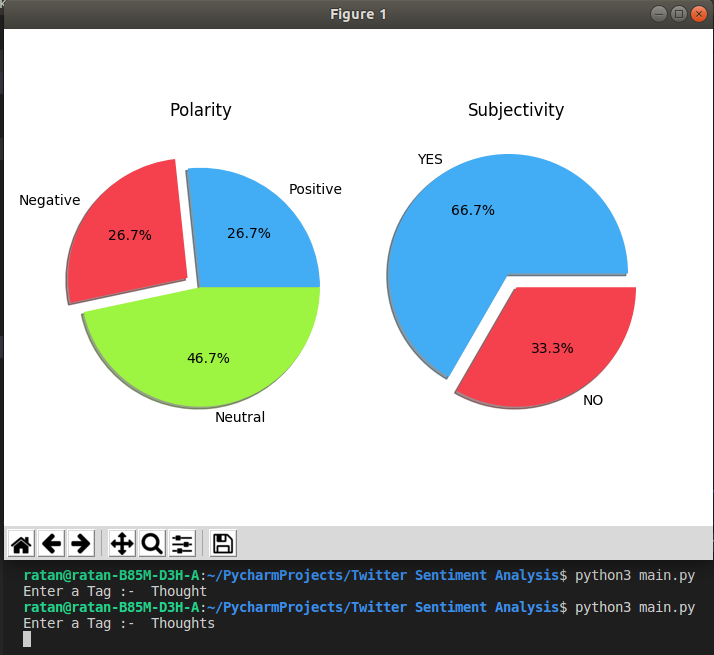 Figure 1
Polarity
Subjectivity
YES
Negative
Positive
66.7%
26.7%
26.7%
33.3%
46.7%
NO
Neutral
ratan@ratan-B85M-D3H-A:~/PycharmProjects/Twitter Sentiment Analysis$ python3 main.py
Enter a Tag :-  Thought
ratan@ratan-B85M-D3H-A:~/PycharmProjects/Twitter Sentiment Analysis$ python3 main.py
Enter a Tag :-  Thoughts